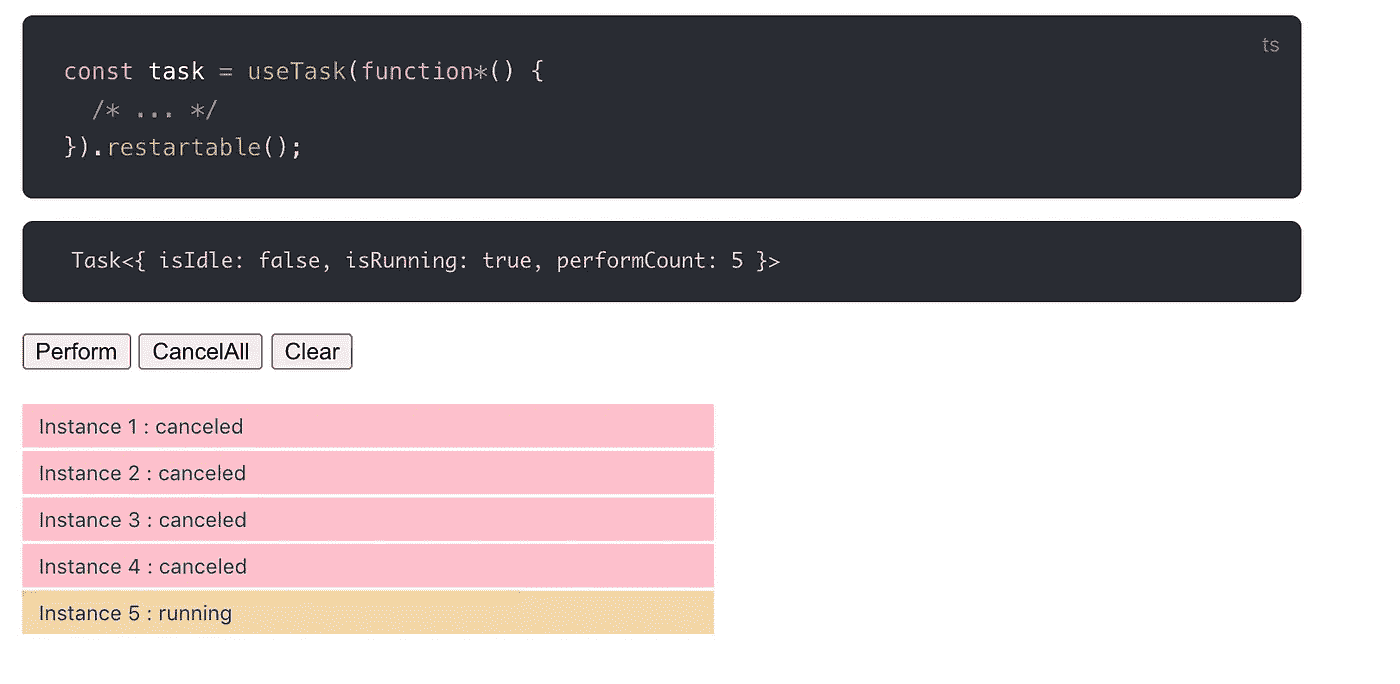 ts
const task = useTask(function*() {
  /* ... */
}).restartable();
Task<{ isIdle: false, isRunning: true, performCount: 5 }>
Perform CancelAll Clear
Instance 1 : canceled
Instance 2 : canceled
Instance 3 : canceled
Instance 4 : canceled
Instance 5 : running